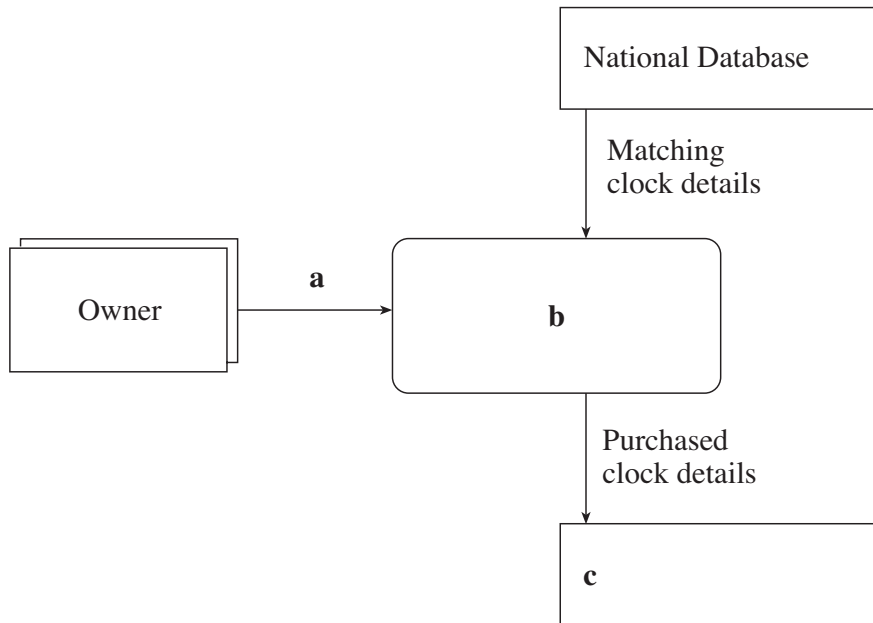 National Database
Matching
clock details
Owner
a
b
Purchased
clock details
c